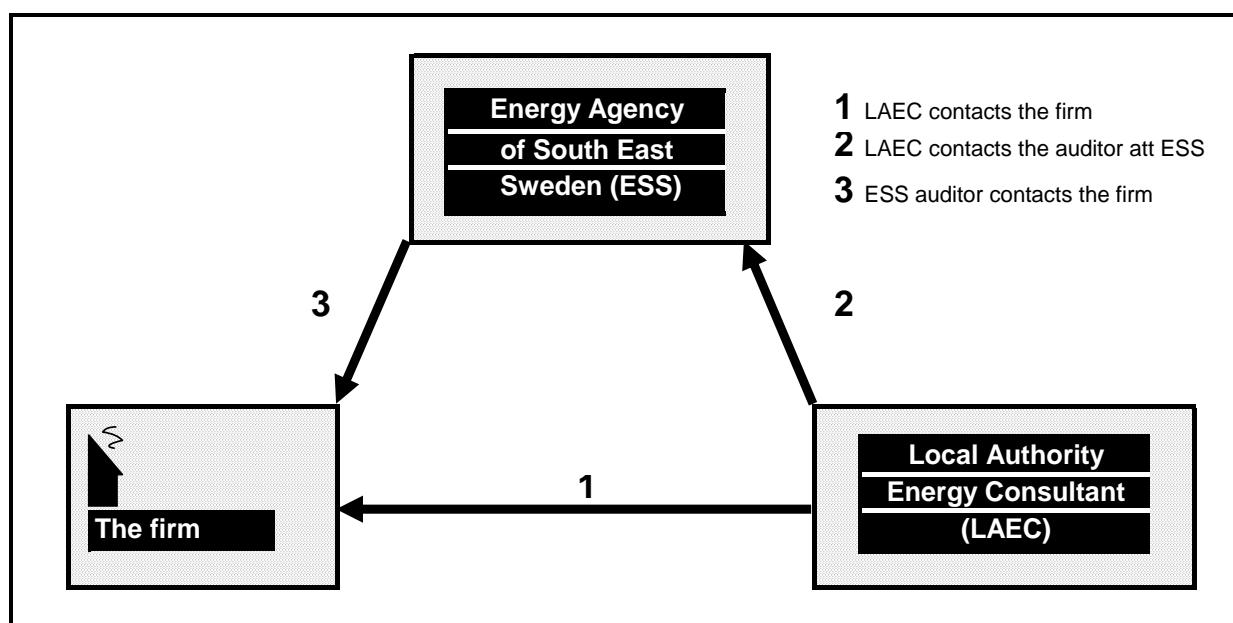 Energy Agency
of South East
Sweden (ESS)
1 LAEC contacts the firm
2 LAEC contacts the auditor att ESS
3 ESS auditor contacts the firm
3
2
The firm
1
Local Authority
Energy Consultant
(LAEC)